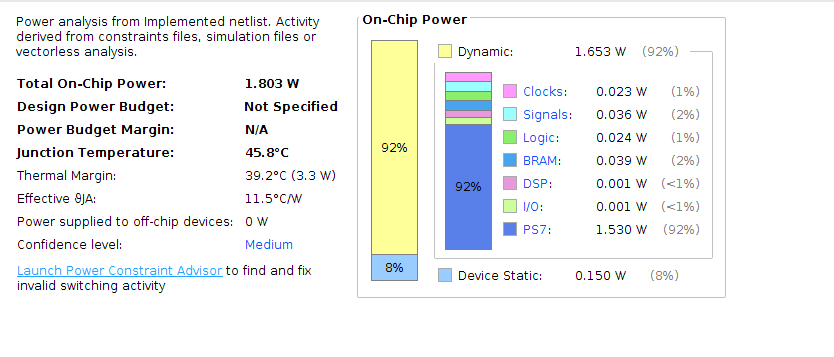 Power analysis from Implemented netlist. Activity
derived from constraints files, simulation files or
vectorless analysis.
Total On-Chip Power: 1.803 W
Design Power Budget: Not Specified
Power Budget Margin: N/A
Junction Temperature: 45.8°C
Thermal Margin: 39.2°C (3.3 W)
Effective ϑJA: 11.5°C/W
Power supplied to off-chip devices: 0 W
Confidence level: Medium
Launch Power Constraint Advisor to find and fix
invalid switching activity
On-Chip Power
92%
8%
Dynamic: 1.653 W (92%)
92%
Clocks: 0.023 W (1%)
Signals: 0.036 W (2%)
Logic: 0.024 W (1%)
BRAM: 0.039 W (2%)
DSP: 0.001 W (<1%)
I/O: 0.001 W (<1%)
PS7: 1.530 W (92%)
Device Static: 0.150 W (8%)